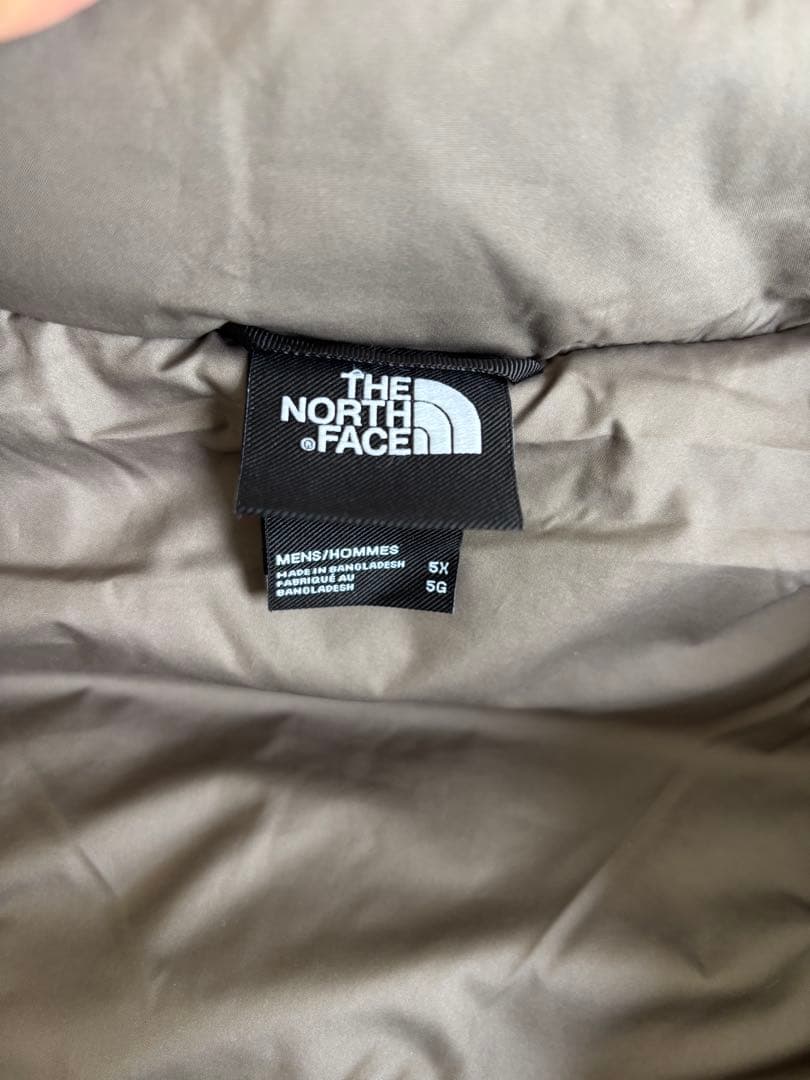 THE
NORTH
FACE
MENS/HOMMES
MADE IN BANGLADESH 5X
FABRIQUÉ AU
BANGLADESH 5G